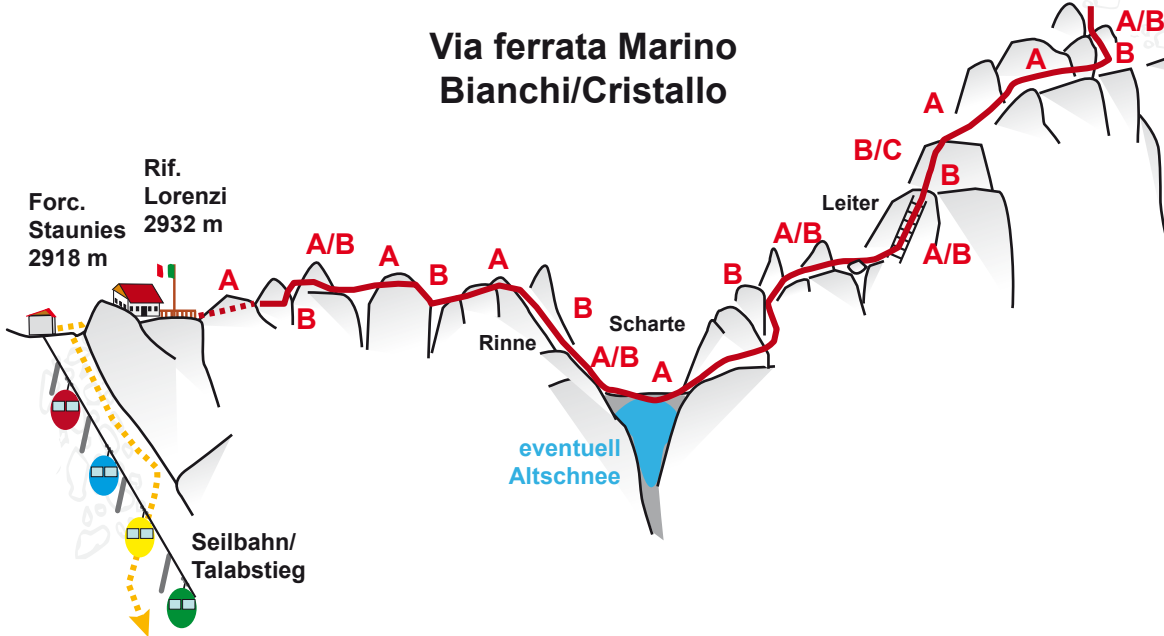 Via ferrata Marino
Bianchi/Cristallo
Forc.
Staunies
2918 m
Rif.
Lorenzi
2932 m
A
B
A/B
A
B
A
B
Rinne
A/B
Scharte
A
eventuell
Altschnee
B
A/B
Leiter
A/B
B
B/C
A
A
B
A/B
Seilbahn/
Talabstieg